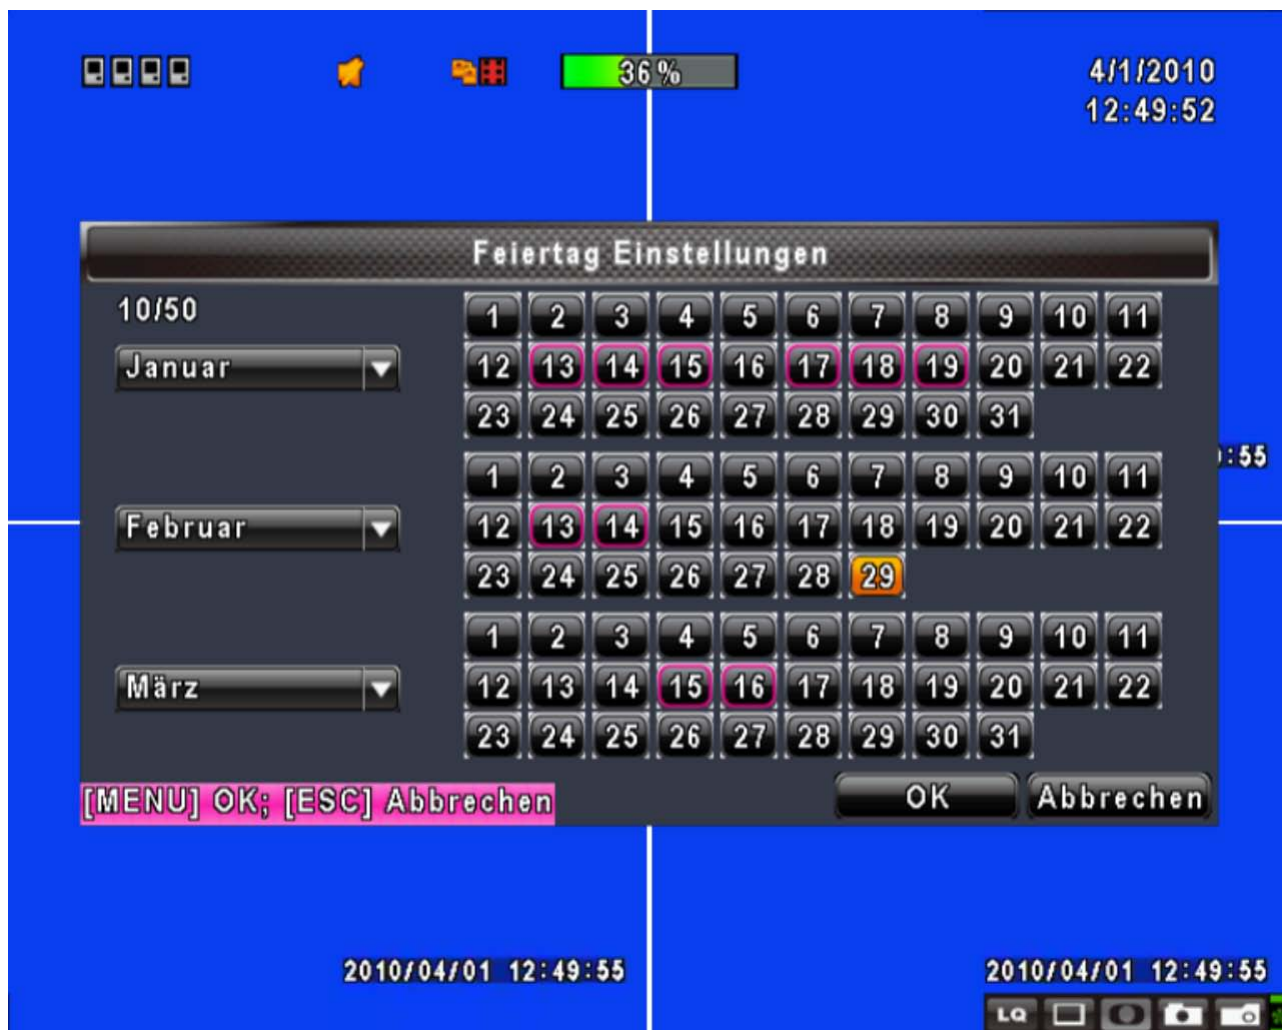 36%
4/1/2010
12:49:52
Feiertag Einstellungen
10/50
Januar
1 2 3 4 5 6 7 8 9 10 11
12 13 14 15 16 17 18 19 20 21 22
23 24 25 26 27 28 29 30 31
:55
Februar
1 2 3 4 5 6 7 8 9 10 11
12 13 14 15 16 17 18 19 20 21 22
23 24 25 26 27 28 29
März
1 2 3 4 5 6 7 8 9 10 11
12 13 14 15 16 17 18 19 20 21 22
23 24 25 26 27 28 29 30 31
[MENU] OK; [ESC] Abbrechen
OK Abbrechen
2010/04/01 12:49:55
2010/04/01 12:49:55
LQ